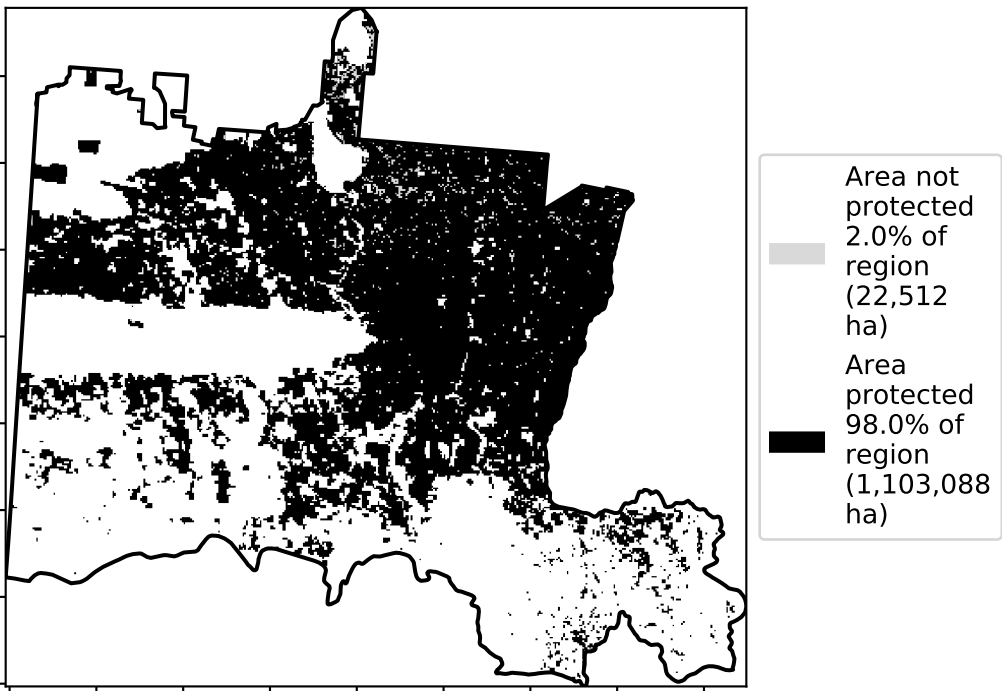 Area not
protected
2.0% of
region
(22,512
ha)
Area
protected
98.0% of
region
(1,103,088
ha)